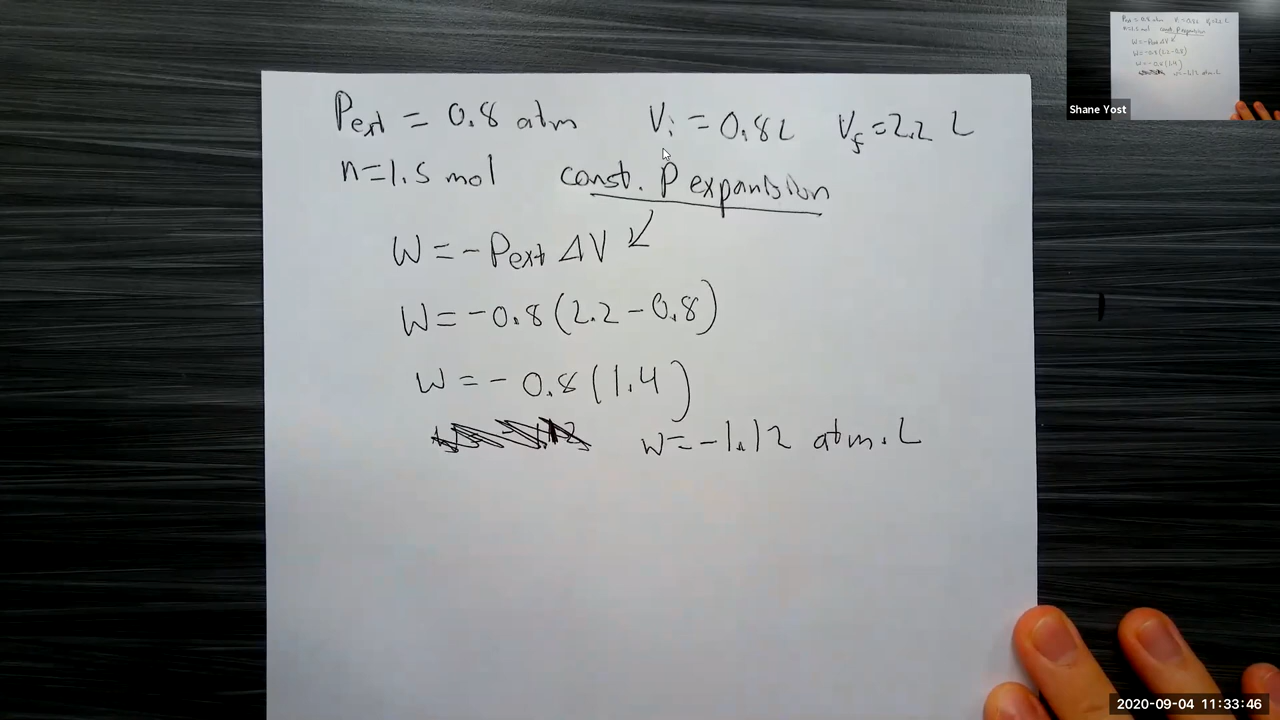 Pext = 0.8 atm Vi = 0.8L Vf = 2.2 L
n=1.5 mol const. P expansion
W = - Pext ΔV
W = -0.8 (2.2 - 0.8)
W = - 0.8 (1.4)
w = -1.12 atm. L
Shane Yost
2020-09-04 11:33:46